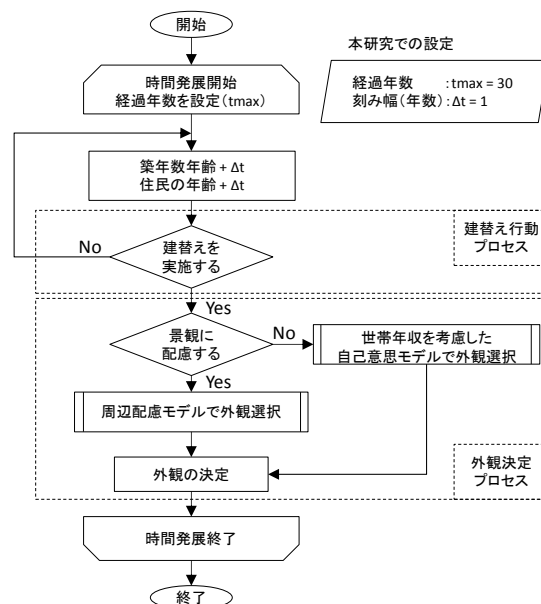 開始
本研究での設定
時間発展開始
経過年数を設定(tmax)
経過年数　：tmax = 30
刻み幅(年数)：Δt = 1
築年数年齢 + Δt
住民の年齢 + Δt
建替え行動
プロセス
No
建替えを
実施する
Yes
景観に
配慮する
No
世帯年収を考慮した
自己意思モデルで外観選択
Yes
周辺配慮モデルで外観選択
外観の決定
外観決定
プロセス
時間発展終了
終了